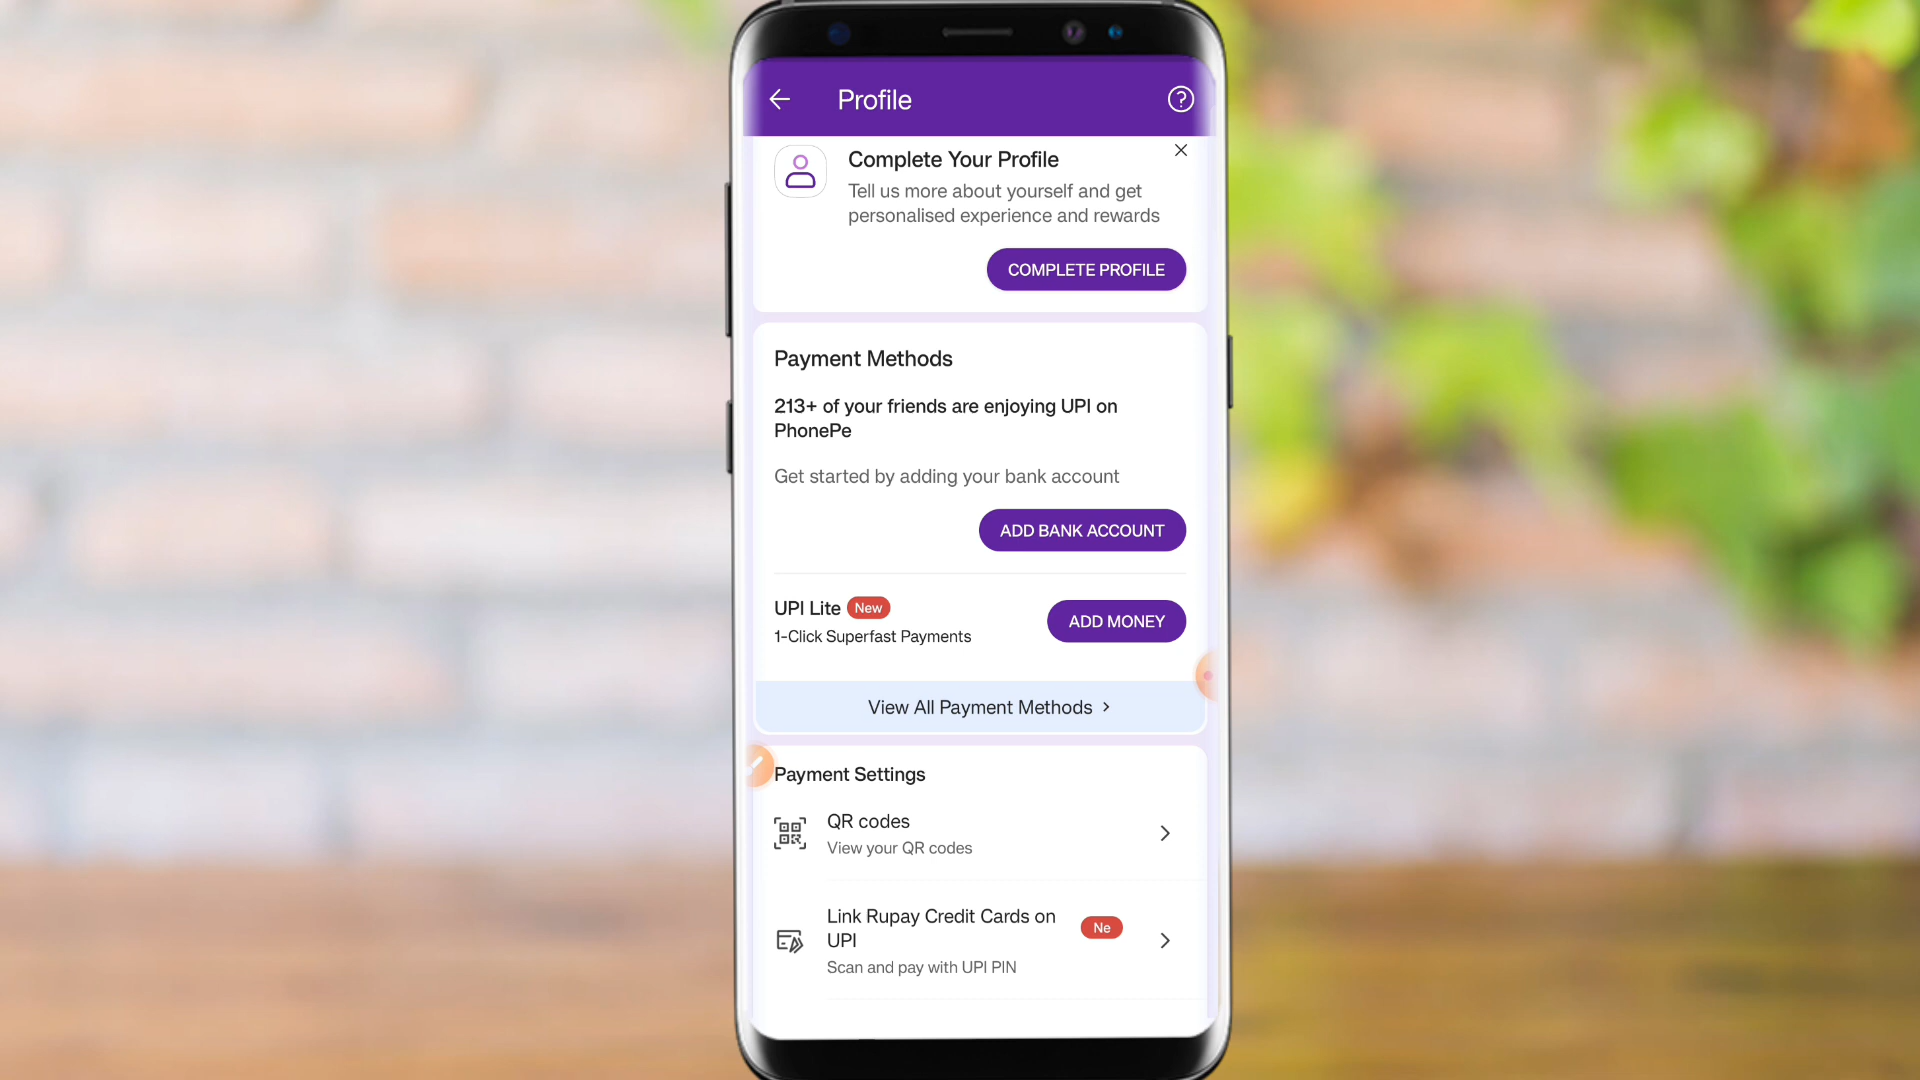 Profile
Complete Your Profile
Tell us more about yourself and get
personalised experience and rewards
COMPLETE PROFILE
Payment Methods
213+ of your friends are enjoying UPI on
PhonePe
Get started by adding your bank account
ADD BANK ACCOUNT
UPI Lite New
1-Click Superfast Payments
ADD MONEY
View All Payment Methods
Payment Settings
QR codes
View your QR codes
Link Rupay Credit Cards on
UPI
Ne
Scan and pay with UPI PIN